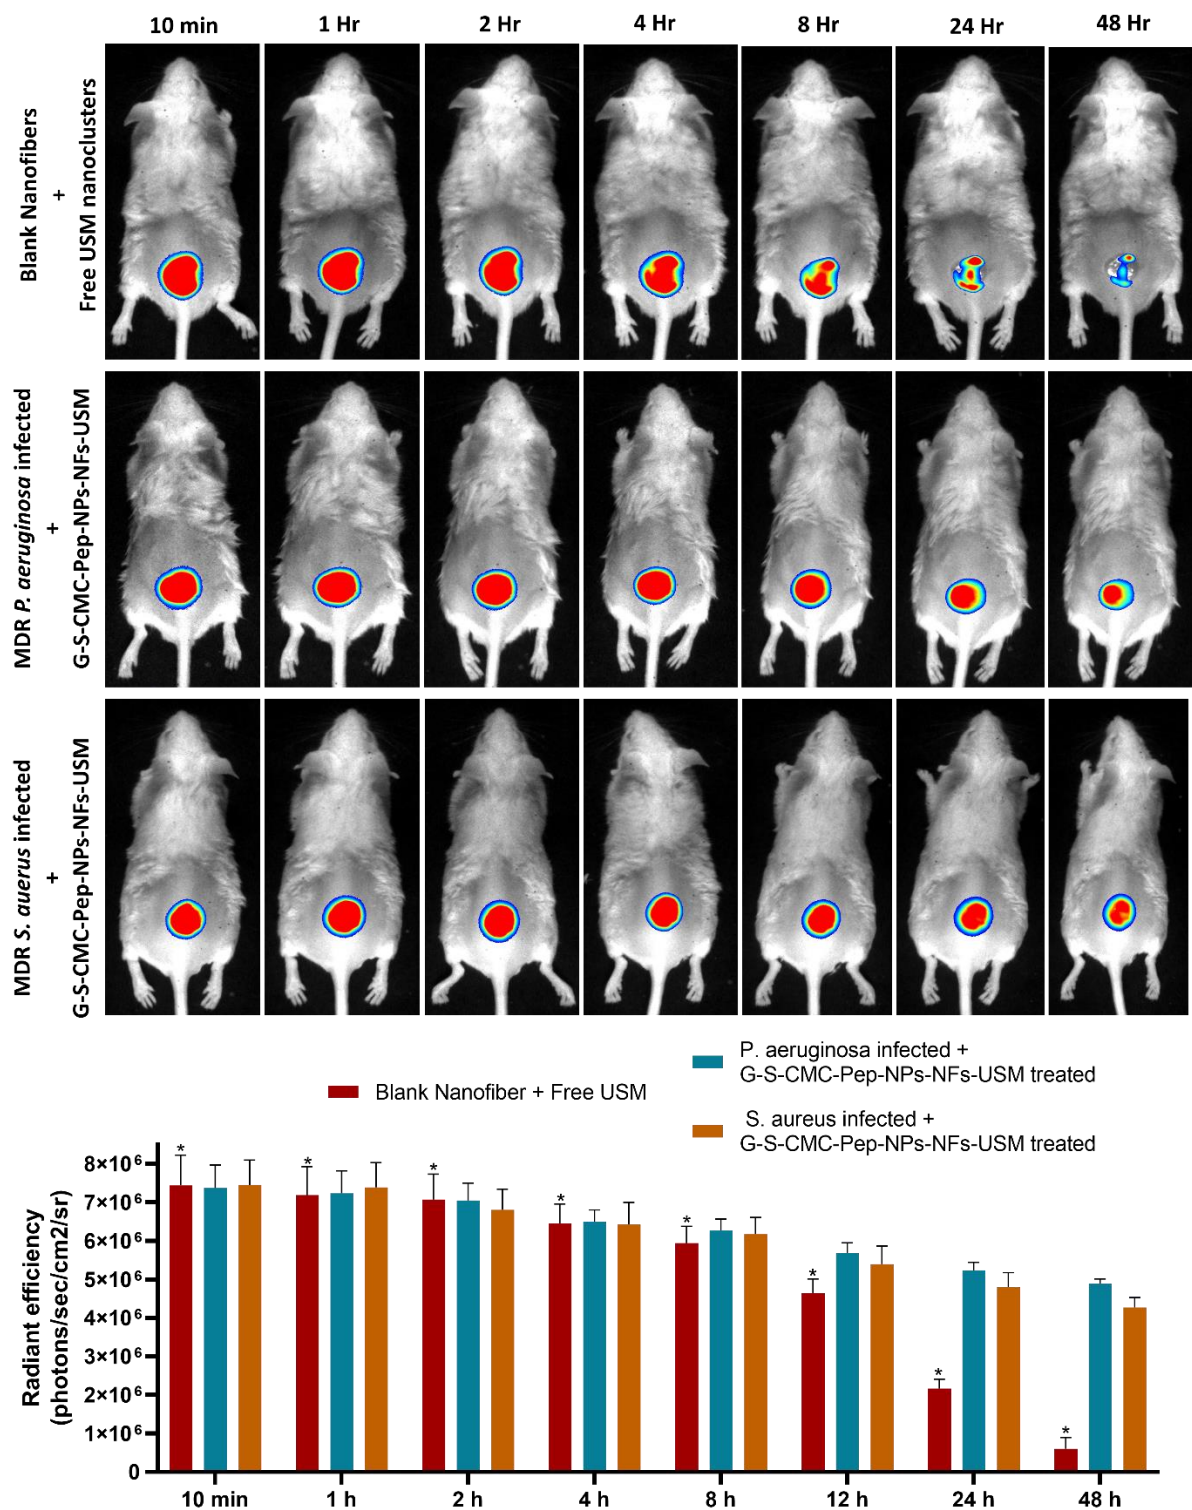 10 min 1 Hr 2 Hr 4 Hr 8 Hr 24 Hr 48 Hr
Blank Nanofibers
+
Free USM nanoclusters
MDR P. aeruginosa infected
+
G-S-CMC-Pep-NPs-NFs-USM
MDR S. auerus infected
+
G-S-CMC-Pep-NPs-NFs-USM
Blank Nanofiber + Free USM
P. aeruginosa infected +
G-S-CMC-Pep-NPs-NFs-USM treated
S. aureus infected +
G-S-CMC-Pep-NPs-NFs-USM treated
Radiant efficiency
(photons/sec/cm2/sr)
8×10⁶
7×10⁶
6×10⁶
5×10⁶
4×10⁶
3×10⁶
2×10⁶
1×10⁶
0
* * * * * * * *
10 min 1 h 2 h 4 h 8 h 12 h 24 h 48 h